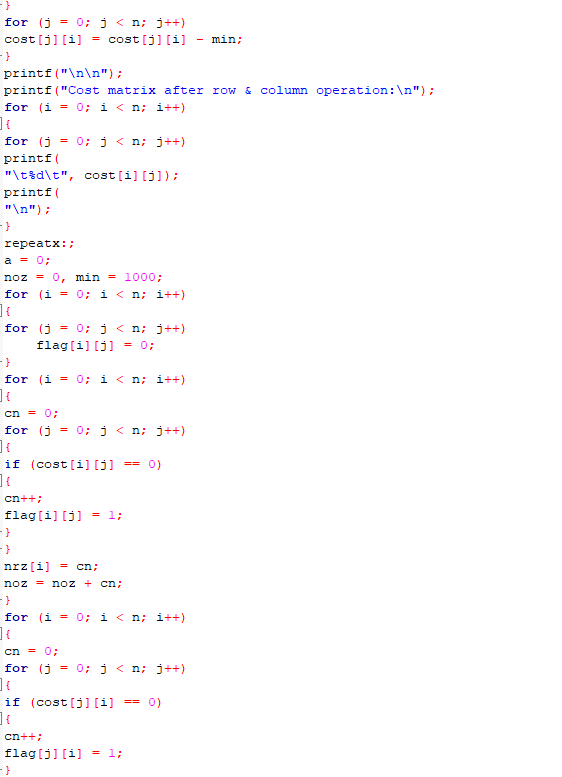 }
for (j = 0; j < n; j++)
cost[j][i] = cost[j][i] - min;
}
printf("\n\n");
printf("Cost matrix after row & column operation:\n");
for (i = 0; i < n; i++)
{
for (j = 0; j < n; j++)
printf(
"\t%d\t", cost[i][j]);
printf(
"\n");
}
repeatx:;
a = 0;
noz = 0, min = 1000;
for (i = 0; i < n; i++)
{
for (j = 0; j < n; j++)
flag[i][j] = 0;
}
for (i = 0; i < n; i++)
{
cn = 0;
for (j = 0; j < n; j++)
{
if (cost[i][j] == 0)
{
cn++;
flag[i][j] = 1;
}
}
nrz[i] = cn;
noz = noz + cn;
}
for (i = 0; i < n; i++)
{
cn = 0;
for (j = 0; j < n; j++)
{
if (cost[j][i] == 0)
{
cn++;
flag[j][i] = 1;
}